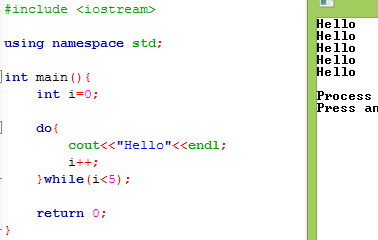 #include <iostream>
using namespace std;
int main(){
int i=0;
do{
cout<<"Hello"<<endl;
i++;
}while(i<5);
return 0;
}
Hello
Hello
Hello
Hello
Hello
Process
Press